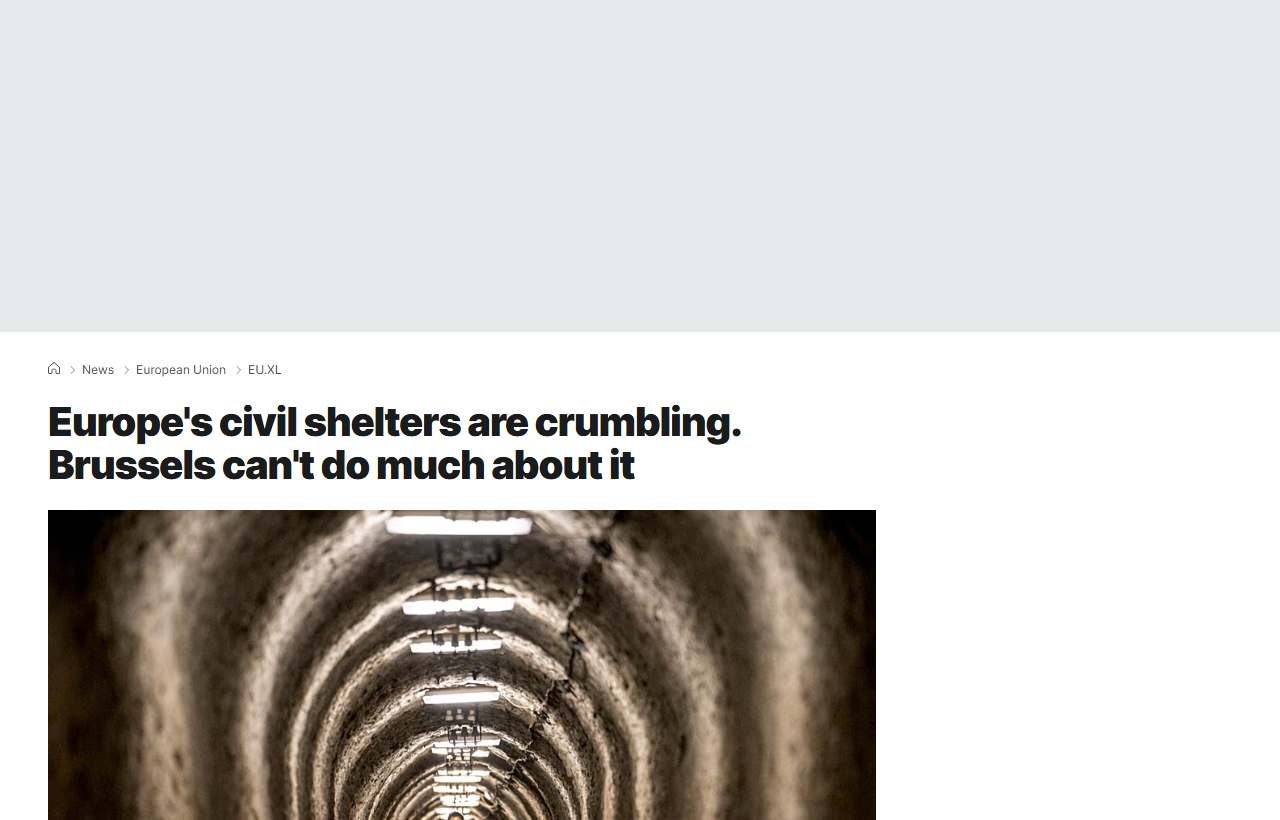 News European Union EU.XL
Europe's civil shelters are crumbling.
Brussels can't do much about it